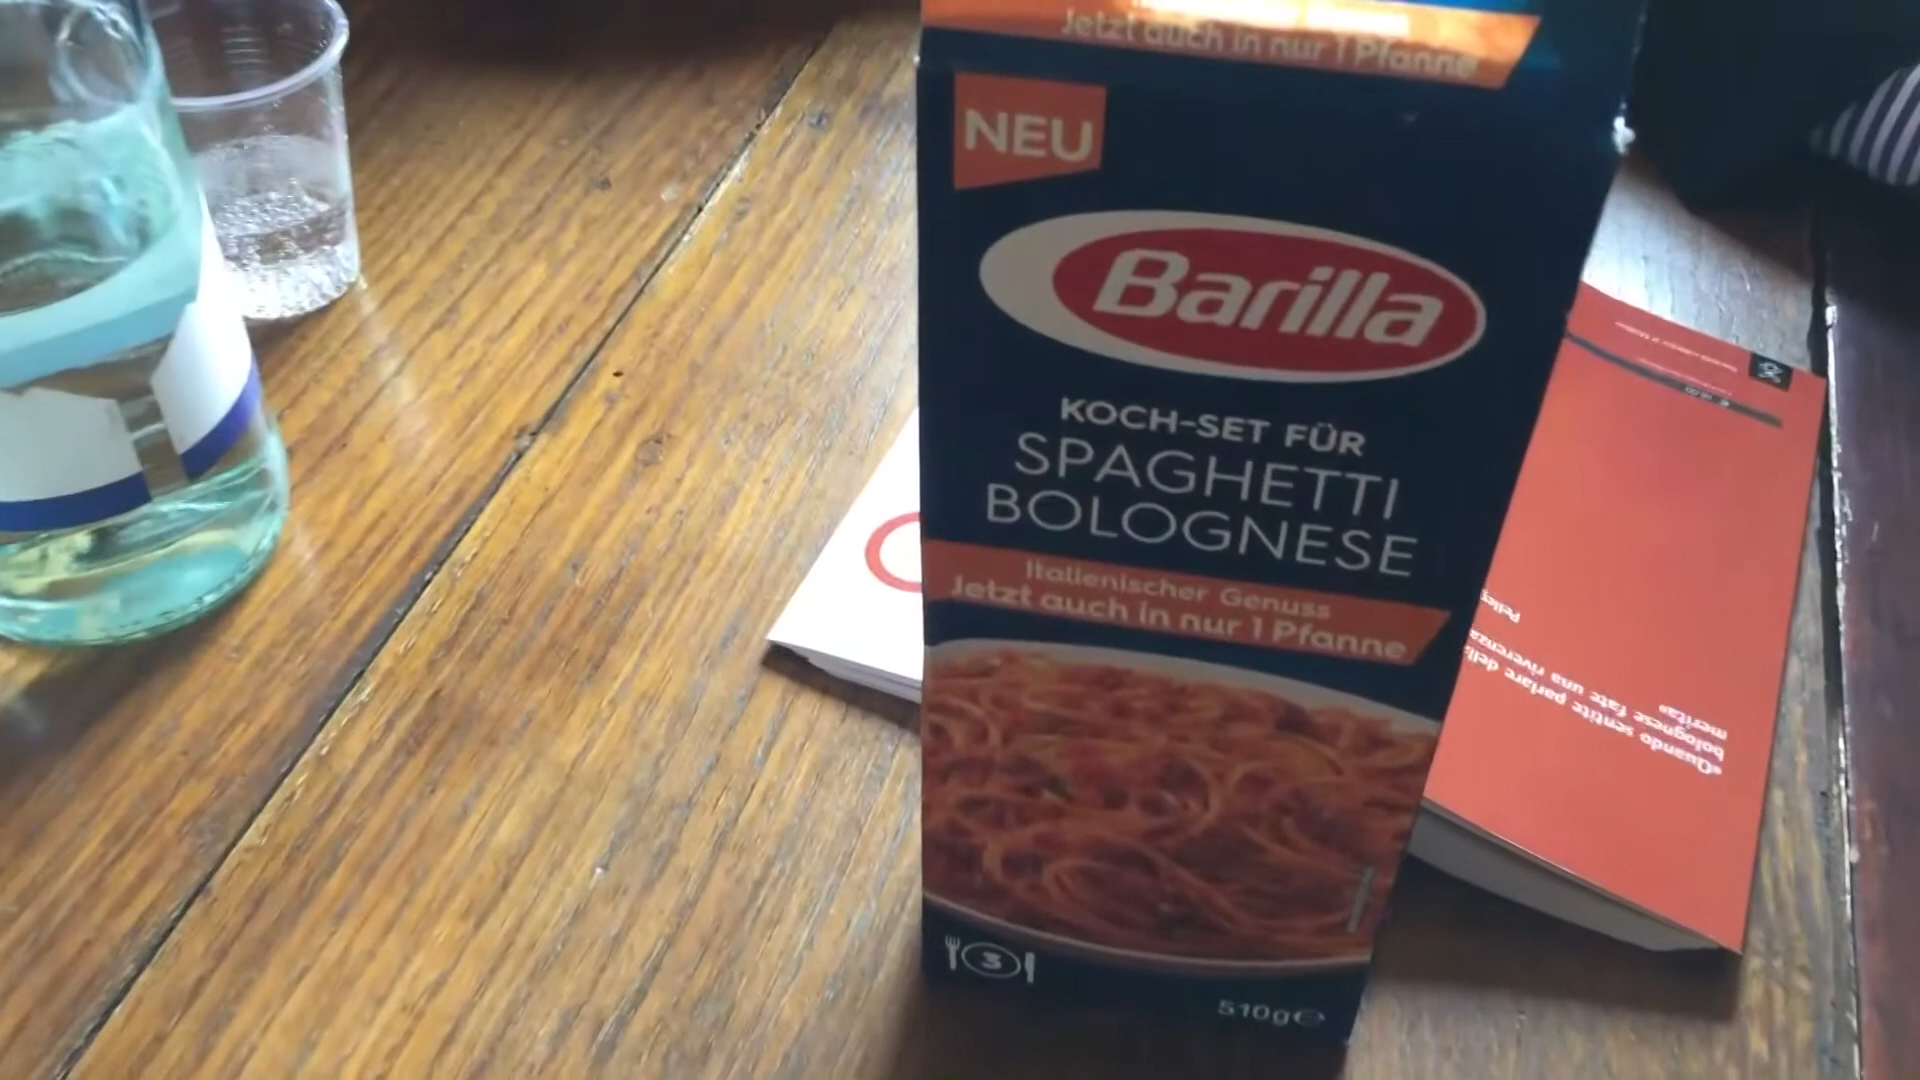 Jetzt auch in nur 1 Pfanne
NEU
Barilla
KOCH-SET FÜR
SPAGHETTI
BOLOGNESE
Italienischer Genuss
Jetzt auch in nur 1 Pfanne
3
510g℮
«Quando sentite parlare della
bolognese fate una riverenza
merita»